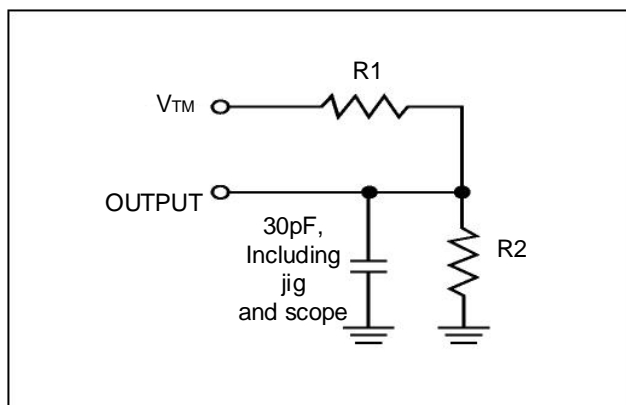 R1
VTM
OUTPUT
30pF,
Including
jig
and scope
R2